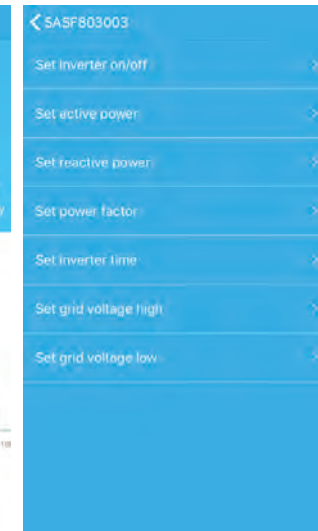 SASF803003
Set inverter on/off
Set active power
Set reactive power
Set power factor
Set inverter time
Set grid voltage high
Set grid voltage low